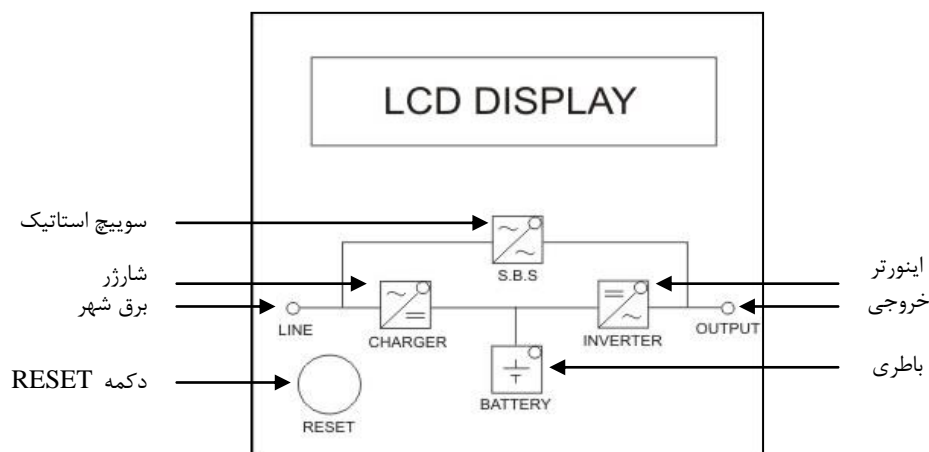 LCD DISPLAY
سوییچ استاتیک
S.B.S
شارژر
اینورتر
برق شهر
خروجی
LINE
OUTPUT
CHARGER
INVERTER
باطری
دکمه RESET
BATTERY
RESET